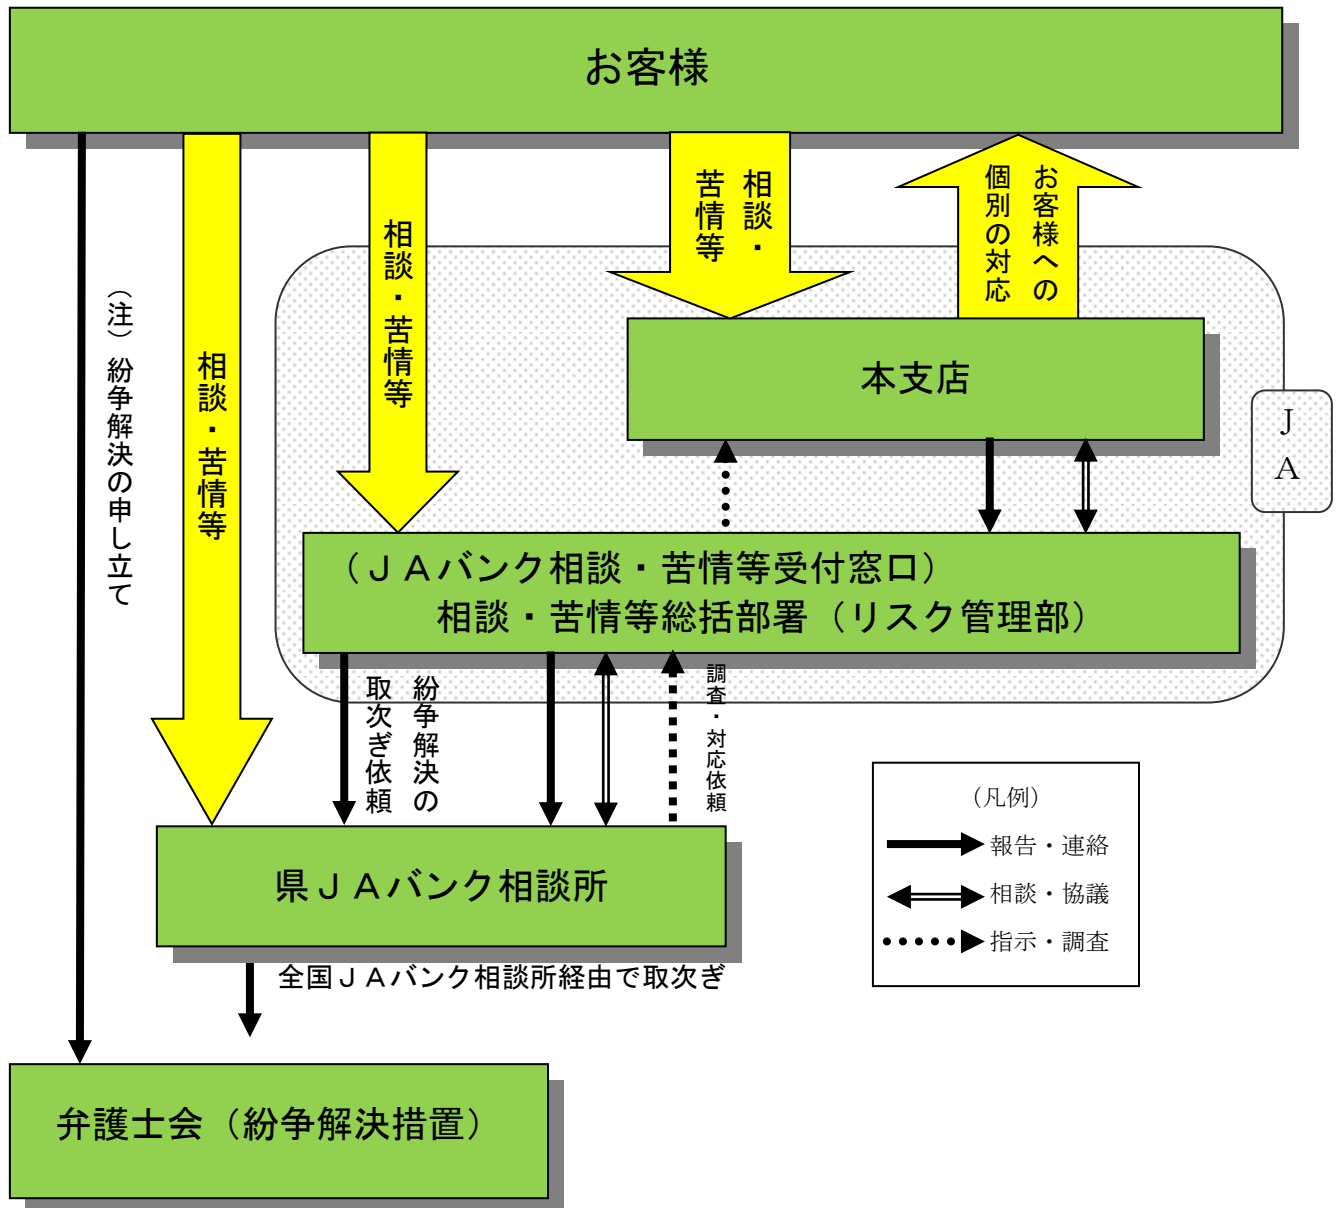 お客様
相談・
苦情等
お客様への
個別の対応
相談・苦情等
相談・苦情等
(注)紛争解決の申し立て
本支店
J
A
(JAバンク相談・苦情等受付窓口)
相談・苦情等総括部署(リスク管理部)
紛争解決の
取次ぎ依頼
調査・対応依頼
県JAバンク相談所
(凡例)
報告・連絡
相談・協議
指示・調査
全国JAバンク相談所経由で取次ぎ
弁護士会(紛争解決措置)